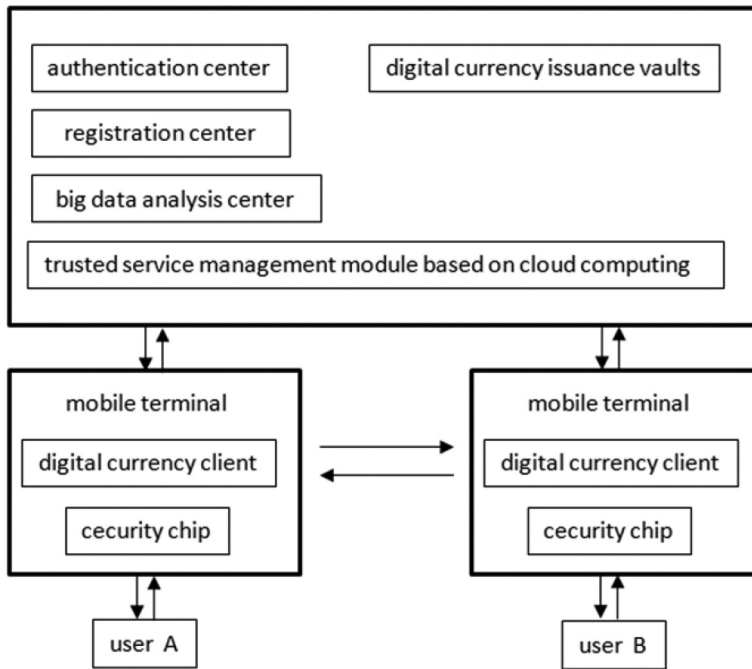 authentication center
digital currency issuance vaults
registration center
big data analysis center
trusted service management module based on cloud computing
mobile terminal
mobile terminal
digital currency client
digital currency client
cecurity chip
cecurity chip
user A
user B